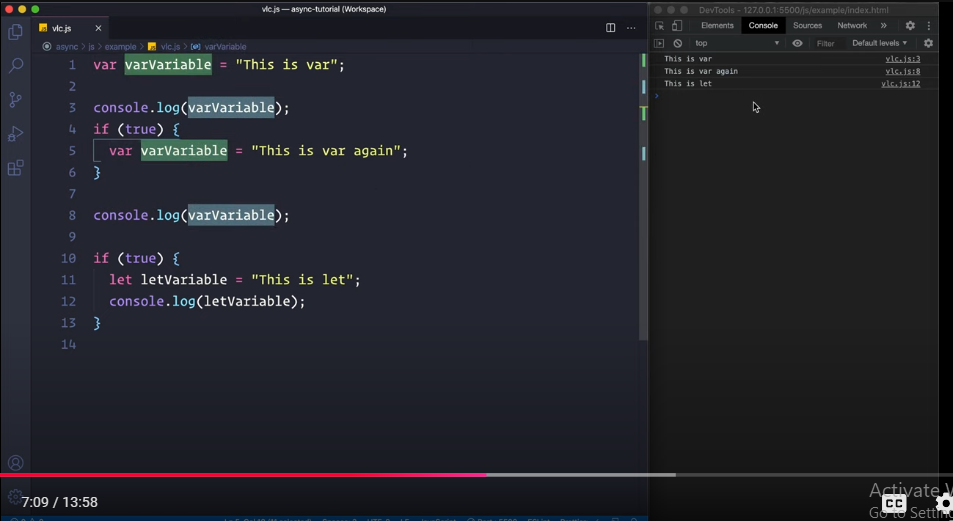 vlc.js — async-tutorial (Workspace)
DevTools - 127.0.0.1:5500/js/example/index.html
vlc.js ×
Elements Console Sources Network »
async > js > example > vlc.js > varVariable
top Filter Default levels
1 var varVariable = "This is var";
2
3 console.log(varVariable);
4 if (true) {
5 var varVariable = "This is var again";
6 }
7
8 console.log(varVariable);
9
10 if (true) {
11 let letVariable = "This is let";
12 console.log(letVariable);
13 }
14
This is var vlc.js:3
This is var again vlc.js:8
This is let vlc.js:12
7:09 / 13:58
Activate
CC
Go to